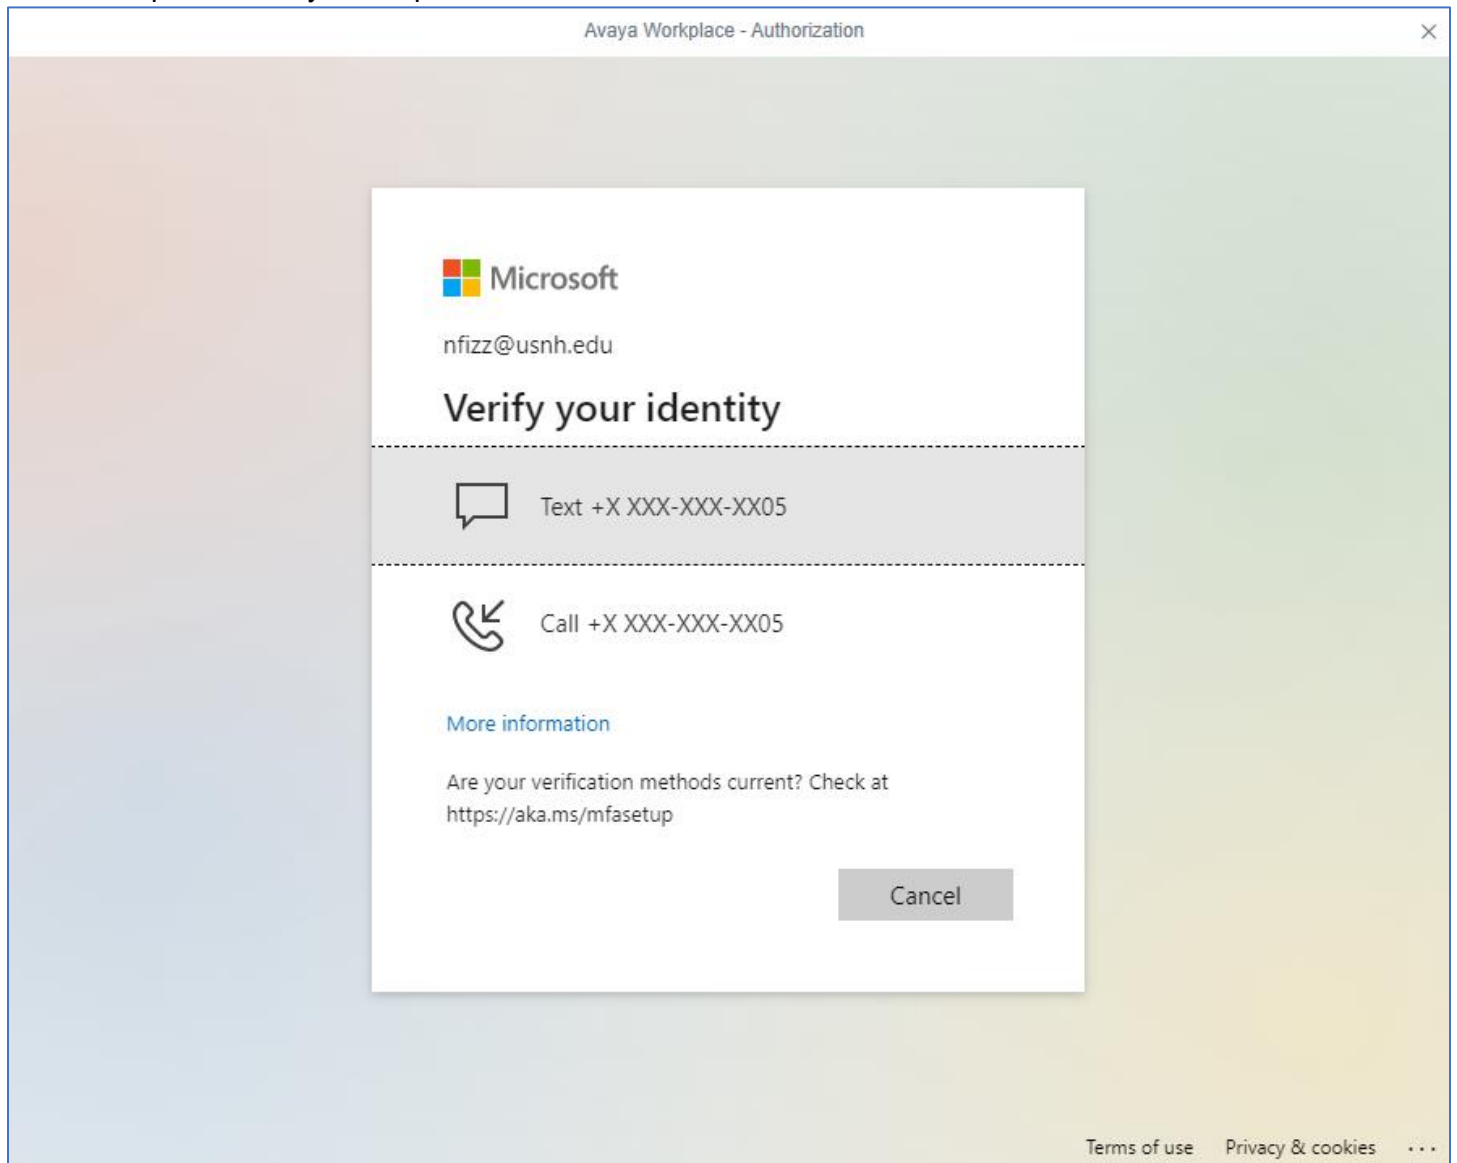 Avaya Workplace - Authorization
Microsoft
nfizz@usnh.edu
Verify your identity
Text +X XXX-XXX-XX05
Call +X XXX-XXX-XX05
More information
Are your verification methods current? Check at
https://aka.ms/mfasetup
Cancel
Terms of use Privacy & cookies ...